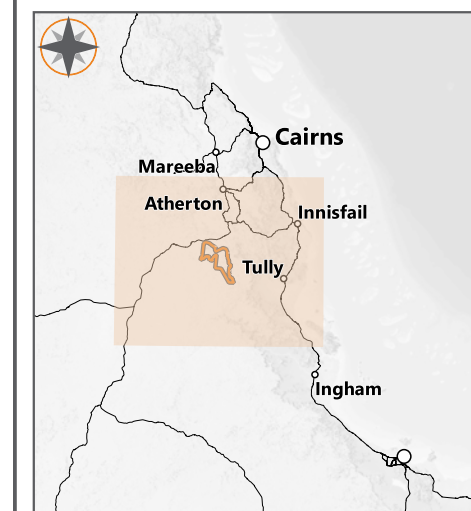 Cairns
Mareeba
Atherton
Innisfail
Tully
Ingham